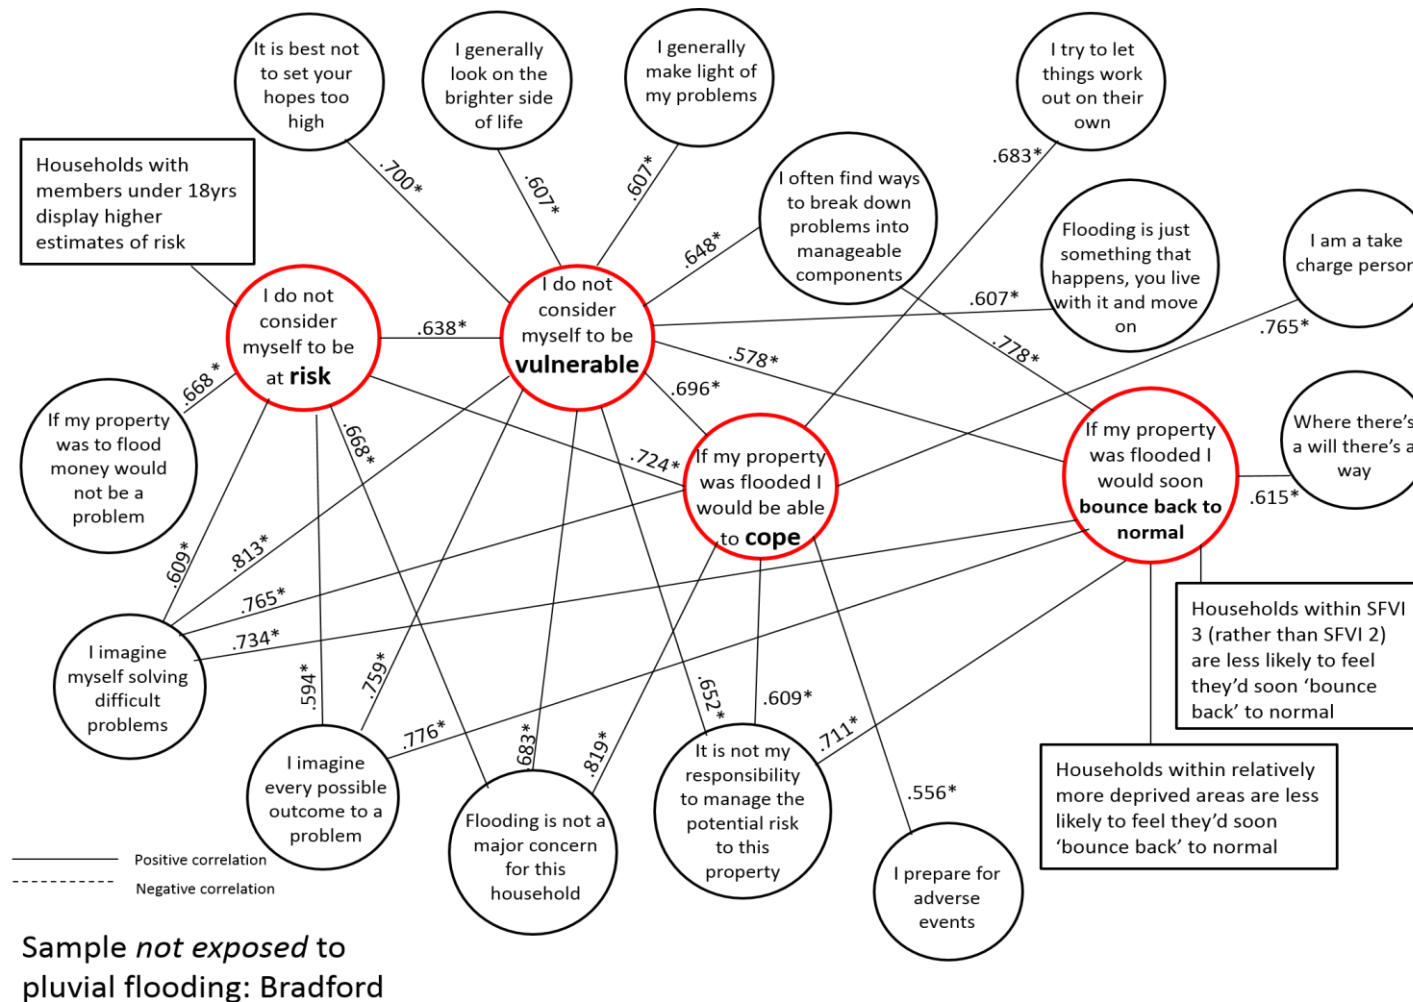 It is best not
to set your
hopes too
high
I generally
look on the
brighter side
of life
I generally
make light of
my problems
I try to let
things work
out on their
own
Households with
members under 18yrs
display higher
estimates of risk
.700*
.607*
.607*
.683*
I often find ways
to break down
problems into
manageable
components
Flooding is just
something that
happens, you live
with it and move
on
I am a take
charge person
.648*
.607*
.765*
I do not
consider
myself to be
at risk
.638*
I do not
consider
myself to be
vulnerable
.578*
.778*
.668*
.696*
If my property
was to flood
money would
not be a
problem
.668*
.724*
If my property
was flooded I
would be able
to cope
If my property
was flooded I
would soon
bounce back to
normal
Where there's
a will there's a
way
.615*
.609*
.813*
.765*
.734*
I imagine
myself solving
difficult
problems
.594*
.759*
.776*
.683*
.819*
.652*
.609*
.711*
.556*
Households within SFVI
3 (rather than SFVI 2)
are less likely to feel
they'd soon 'bounce
back' to normal
I imagine
every possible
outcome to a
problem
Flooding is not a
major concern
for this
household
It is not my
responsibility
to manage the
potential risk
to this
property
I prepare for
adverse
events
Households within relatively
more deprived areas are less
likely to feel they'd soon
'bounce back' to normal
Positive correlation
Negative correlation
Sample not exposed to
pluvial flooding: Bradford